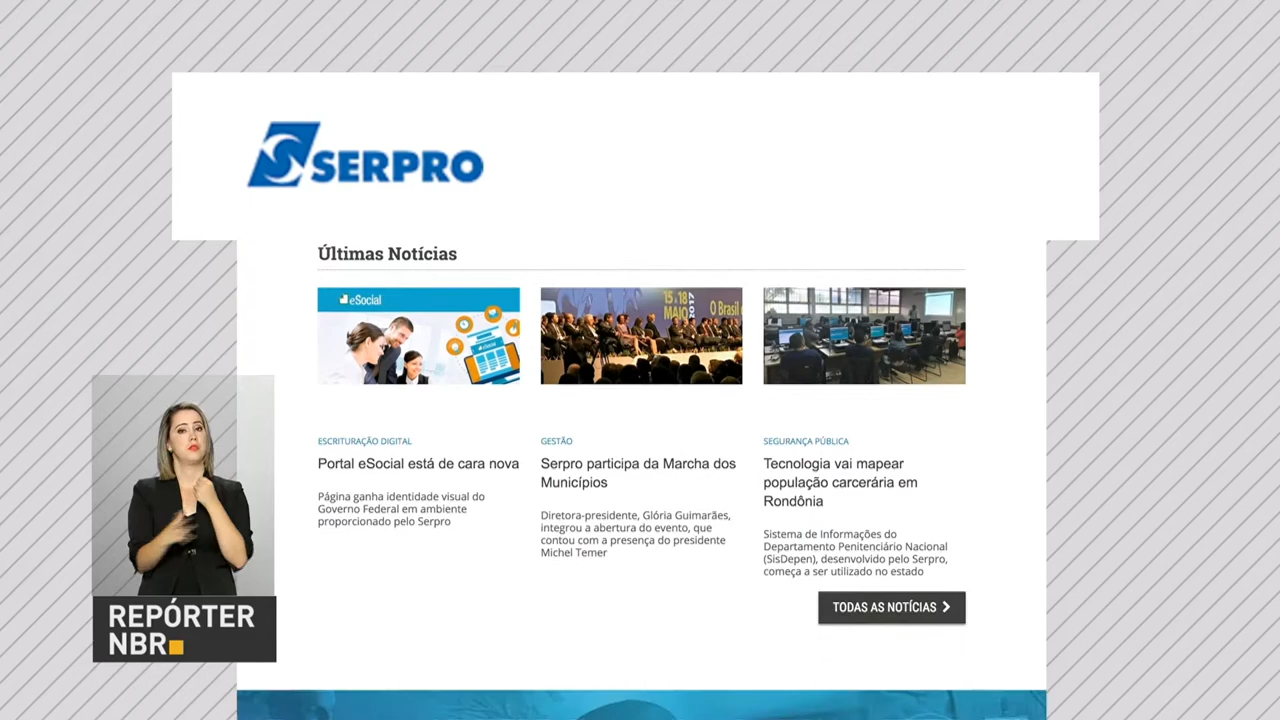 SERPRO
Últimas Notícias
eSocial
15 a 18
MAIO
2017
O Brasil
ESCRITURAÇÃO DIGITAL
Portal eSocial está de cara nova
Página ganha identidade visual do
Governo Federal em ambiente
proporcionado pelo Serpro
GESTÃO
Serpro participa da Marcha dos
Municípios
Diretora-presidente, Glória Guimarães,
integrou a abertura do evento, que
contou com a presença do presidente
Michel Temer
SEGURANÇA PÚBLICA
Tecnologia vai mapear
população carcerária em
Rondônia
Sistema de Informações do
Departamento Penitenciário Nacional
(SisDepen), desenvolvido pelo Serpro,
começa a ser utilizado no estado
TODAS AS NOTÍCIAS
REPÓRTER
NBR